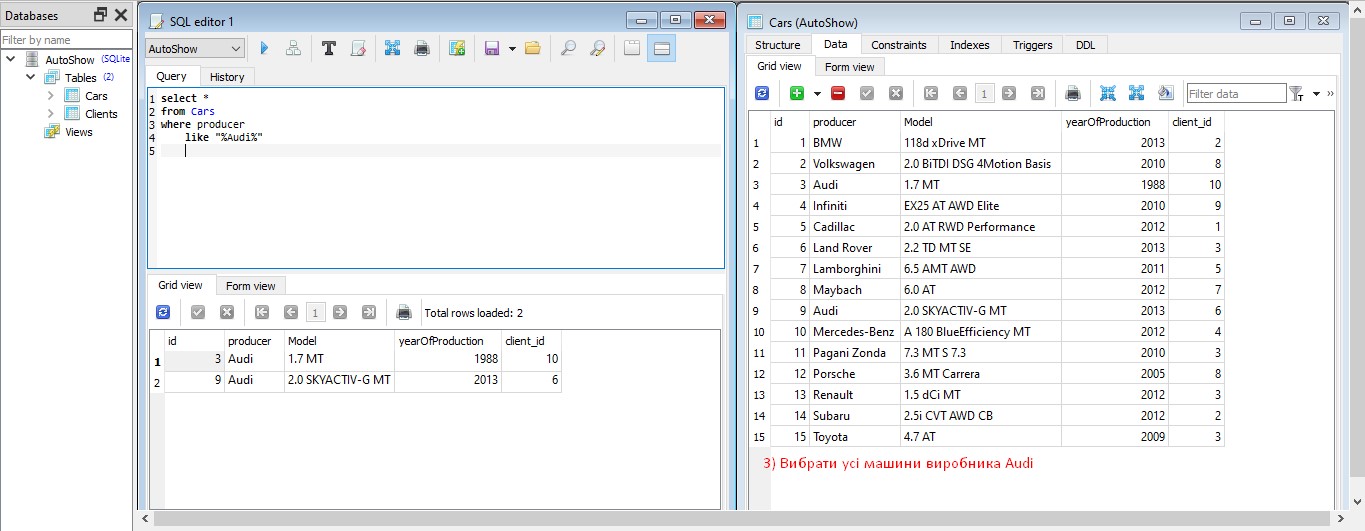 Databases
Filter by name
AutoShow (SQLite
Tables (2)
Cars
Clients
Views
SQL editor 1
AutoShow
Query History
1 select *
2 from Cars
3 where producer
4 like "%Audi%"
5
Grid view Form view
1 Total rows loaded: 2
id producer Model yearOfProduction client_id
1 3 Audi 1.7 MT 1988 10
2 9 Audi 2.0 SKYACTIV-G MT 2013 6
Cars (AutoShow)
Structure Data Constraints Indexes Triggers DDL
Grid view Form view
1 Filter data
id producer Model yearOfProduction client_id
1 1 BMW 118d xDrive MT 2013 2
2 2 Volkswagen 2.0 BiTDI DSG 4Motion Basis 2010 8
3 3 Audi 1.7 MT 1988 10
4 4 Infiniti EX25 AT AWD Elite 2010 9
5 5 Cadillac 2.0 AT RWD Performance 2012 1
6 6 Land Rover 2.2 TD MT SE 2013 3
7 7 Lamborghini 6.5 AMT AWD 2011 5
8 8 Maybach 6.0 AT 2012 7
9 9 Audi 2.0 SKYACTIV-G MT 2013 6
10 10 Mercedes-Benz A 180 BlueEfficiency MT 2012 4
11 11 Pagani Zonda 7.3 MT S 7.3 2010 3
12 12 Porsche 3.6 MT Carrera 2005 8
13 13 Renault 1.5 dCi MT 2012 3
14 14 Subaru 2.5i CVT AWD CB 2012 2
15 15 Toyota 4.7 AT 2009 3
3) Вибрати усі машини виробника Audi